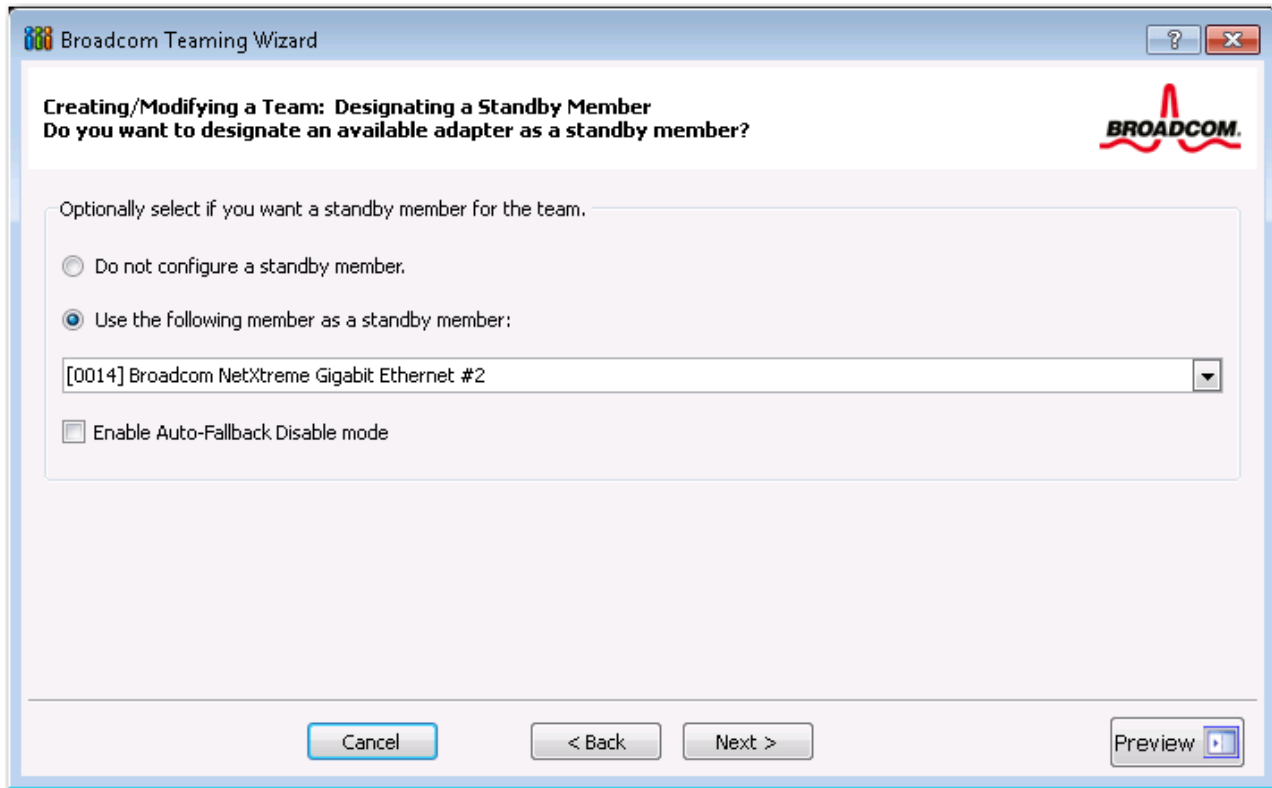 Broadcom Teaming Wizard
Creating/Modifying a Team: Designating a Standby Member
Do you want to designate an available adapter as a standby member?
BROADCOM.
Optionally select if you want a standby member for the team.
Do not configure a standby member.
Use the following member as a standby member:
[0014] Broadcom NetXtreme Gigabit Ethernet #2
Enable Auto-Fallback Disable mode
Cancel
< Back
Next >
Preview